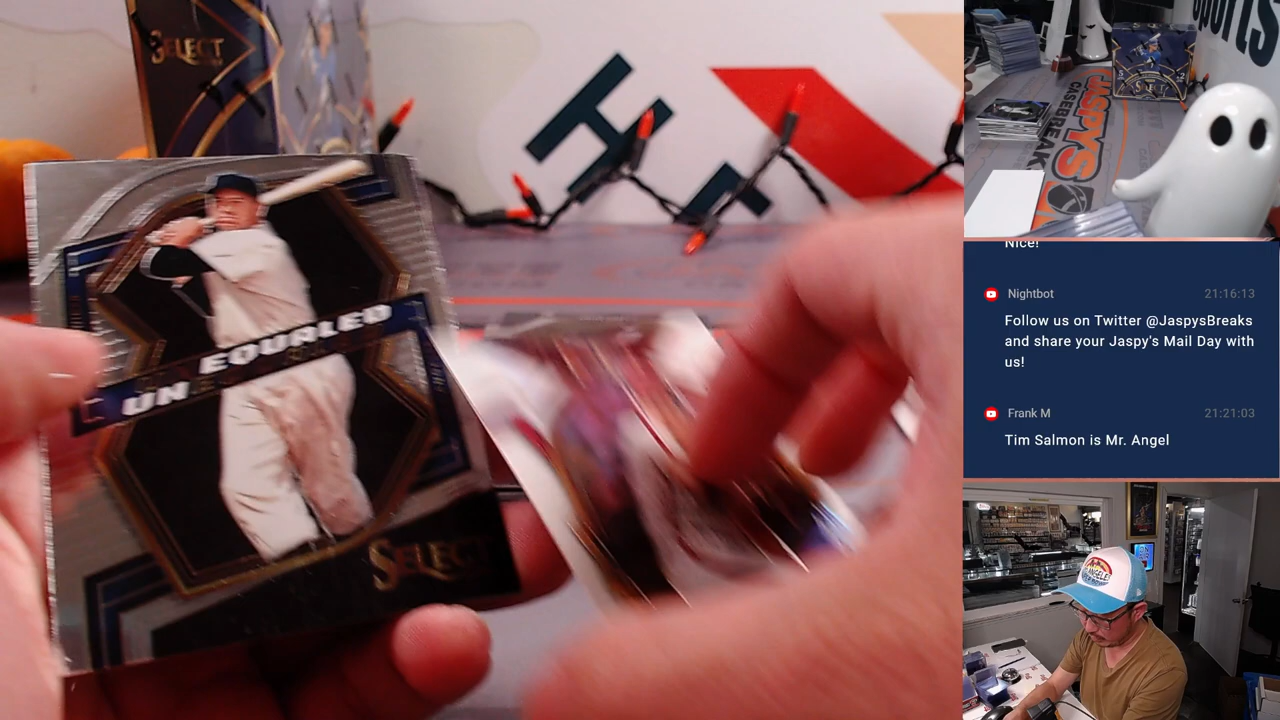 SELECT
UN EQUALED
SELECT
sports
JASPYS
CASEBREAK
Nice!
Nightbot
21:16:13
Follow us on Twitter @JaspysBreaks
and share your Jaspy's Mail Day with
us!
Frank M
21:21:03
Tim Salmon is Mr. Angel